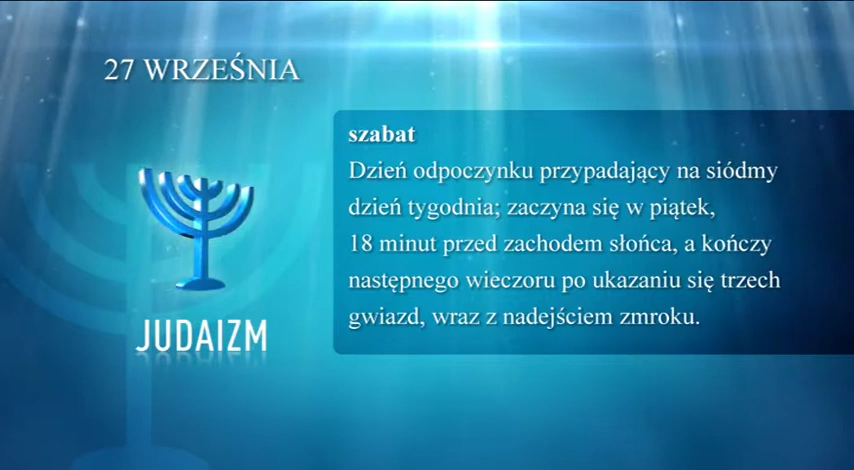 27 WRZEŚNIA
szabat
Dzień odpoczynku przypadający na siódmy
dzień tygodnia; zaczyna się w piątek,
18 minut przed zachodem słońca, a kończy
następnego wieczoru po ukazaniu się trzech
gwiazd, wraz z nadejściem zmroku.
JUDAIZM